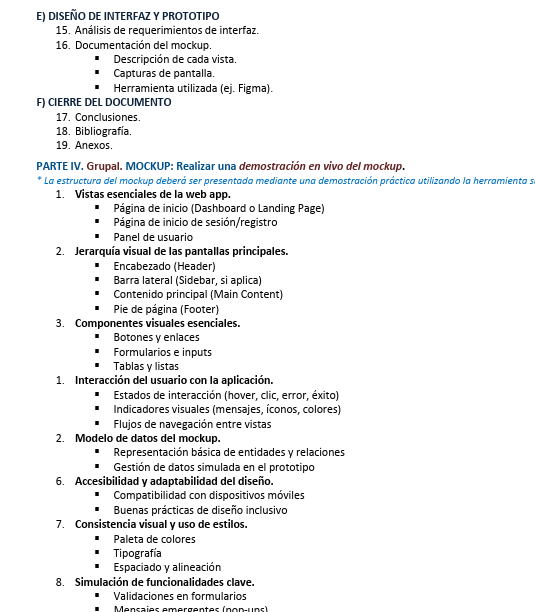 E) DISEÑO DE INTERFAZ Y PROTOTIPO
15. Análisis de requerimientos de interfaz.
16. Documentación del mockup.
▪ Descripción de cada vista.
▪ Capturas de pantalla.
▪ Herramienta utilizada (ej. Figma).
F) CIERRE DEL DOCUMENTO
17. Conclusiones.
18. Bibliografía.
19. Anexos.
PARTE IV. Grupal. MOCKUP: Realizar una demostración en vivo del mockup.
* La estructura del mockup deberá ser presentada mediante una demostración práctica utilizando la herramienta
1. Vistas esenciales de la web app.
▪ Página de inicio (Dashboard o Landing Page)
▪ Página de inicio de sesión/registro
▪ Panel de usuario
2. Jerarquía visual de las pantallas principales.
▪ Encabezado (Header)
▪ Barra lateral (Sidebar, si aplica)
▪ Contenido principal (Main Content)
▪ Pie de página (Footer)
3. Componentes visuales esenciales.
▪ Botones y enlaces
▪ Formularios e inputs
▪ Tablas y listas
1. Interacción del usuario con la aplicación.
▪ Estados de interacción (hover, clic, error, éxito)
▪ Indicadores visuales (mensajes, íconos, colores)
▪ Flujos de navegación entre vistas
2. Modelo de datos del mockup.
▪ Representación básica de entidades y relaciones
▪ Gestión de datos simulada en el prototipo
6. Accesibilidad y adaptabilidad del diseño.
▪ Compatibilidad con dispositivos móviles
▪ Buenas prácticas de diseño inclusivo
7. Consistencia visual y uso de estilos.
▪ Paleta de colores
▪ Tipografía
▪ Espaciado y alineación
8. Simulación de funcionalidades clave.
▪ Validaciones en formularios
▪ Mensajes emergentes (pop-ups)